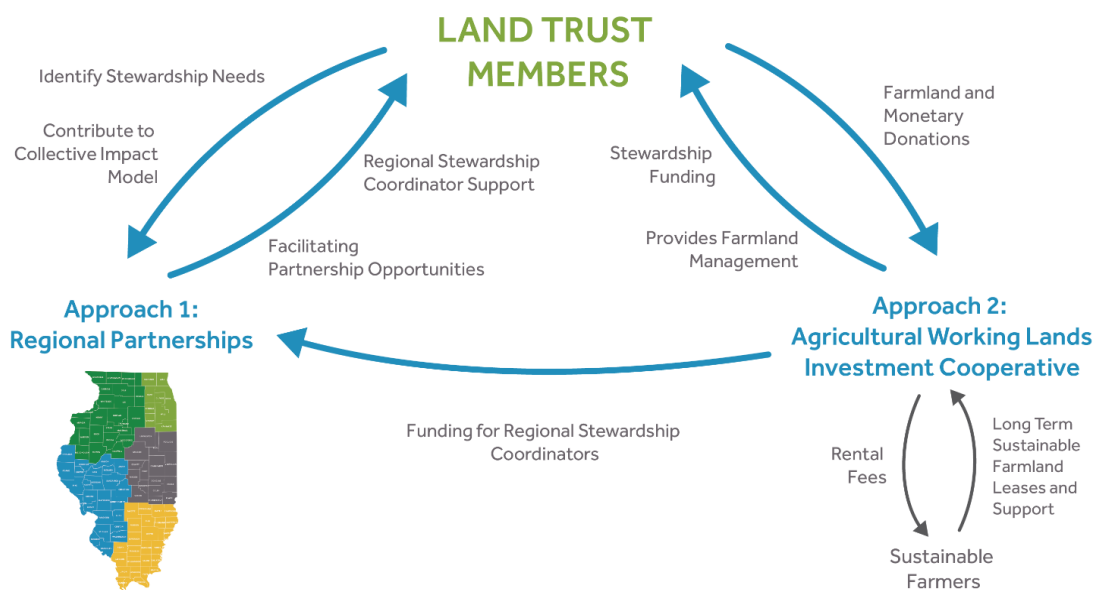 LAND TRUST
MEMBERS
Identify Stewardship Needs
Contribute to
Collective Impact
Model
Regional Stewardship
Coordinator Support
Facilitating
Partnership Opportunities
Stewardship
Funding
Provides Farmland
Management
Farmland and
Monetary
Donations
Approach 1:
Regional Partnerships
Approach 2:
Agricultural Working Lands
Investment Cooperative
Funding for Regional Stewardship
Coordinators
Rental
Fees
Long Term
Sustainable
Farmland
Leases and
Support
Sustainable
Farmers